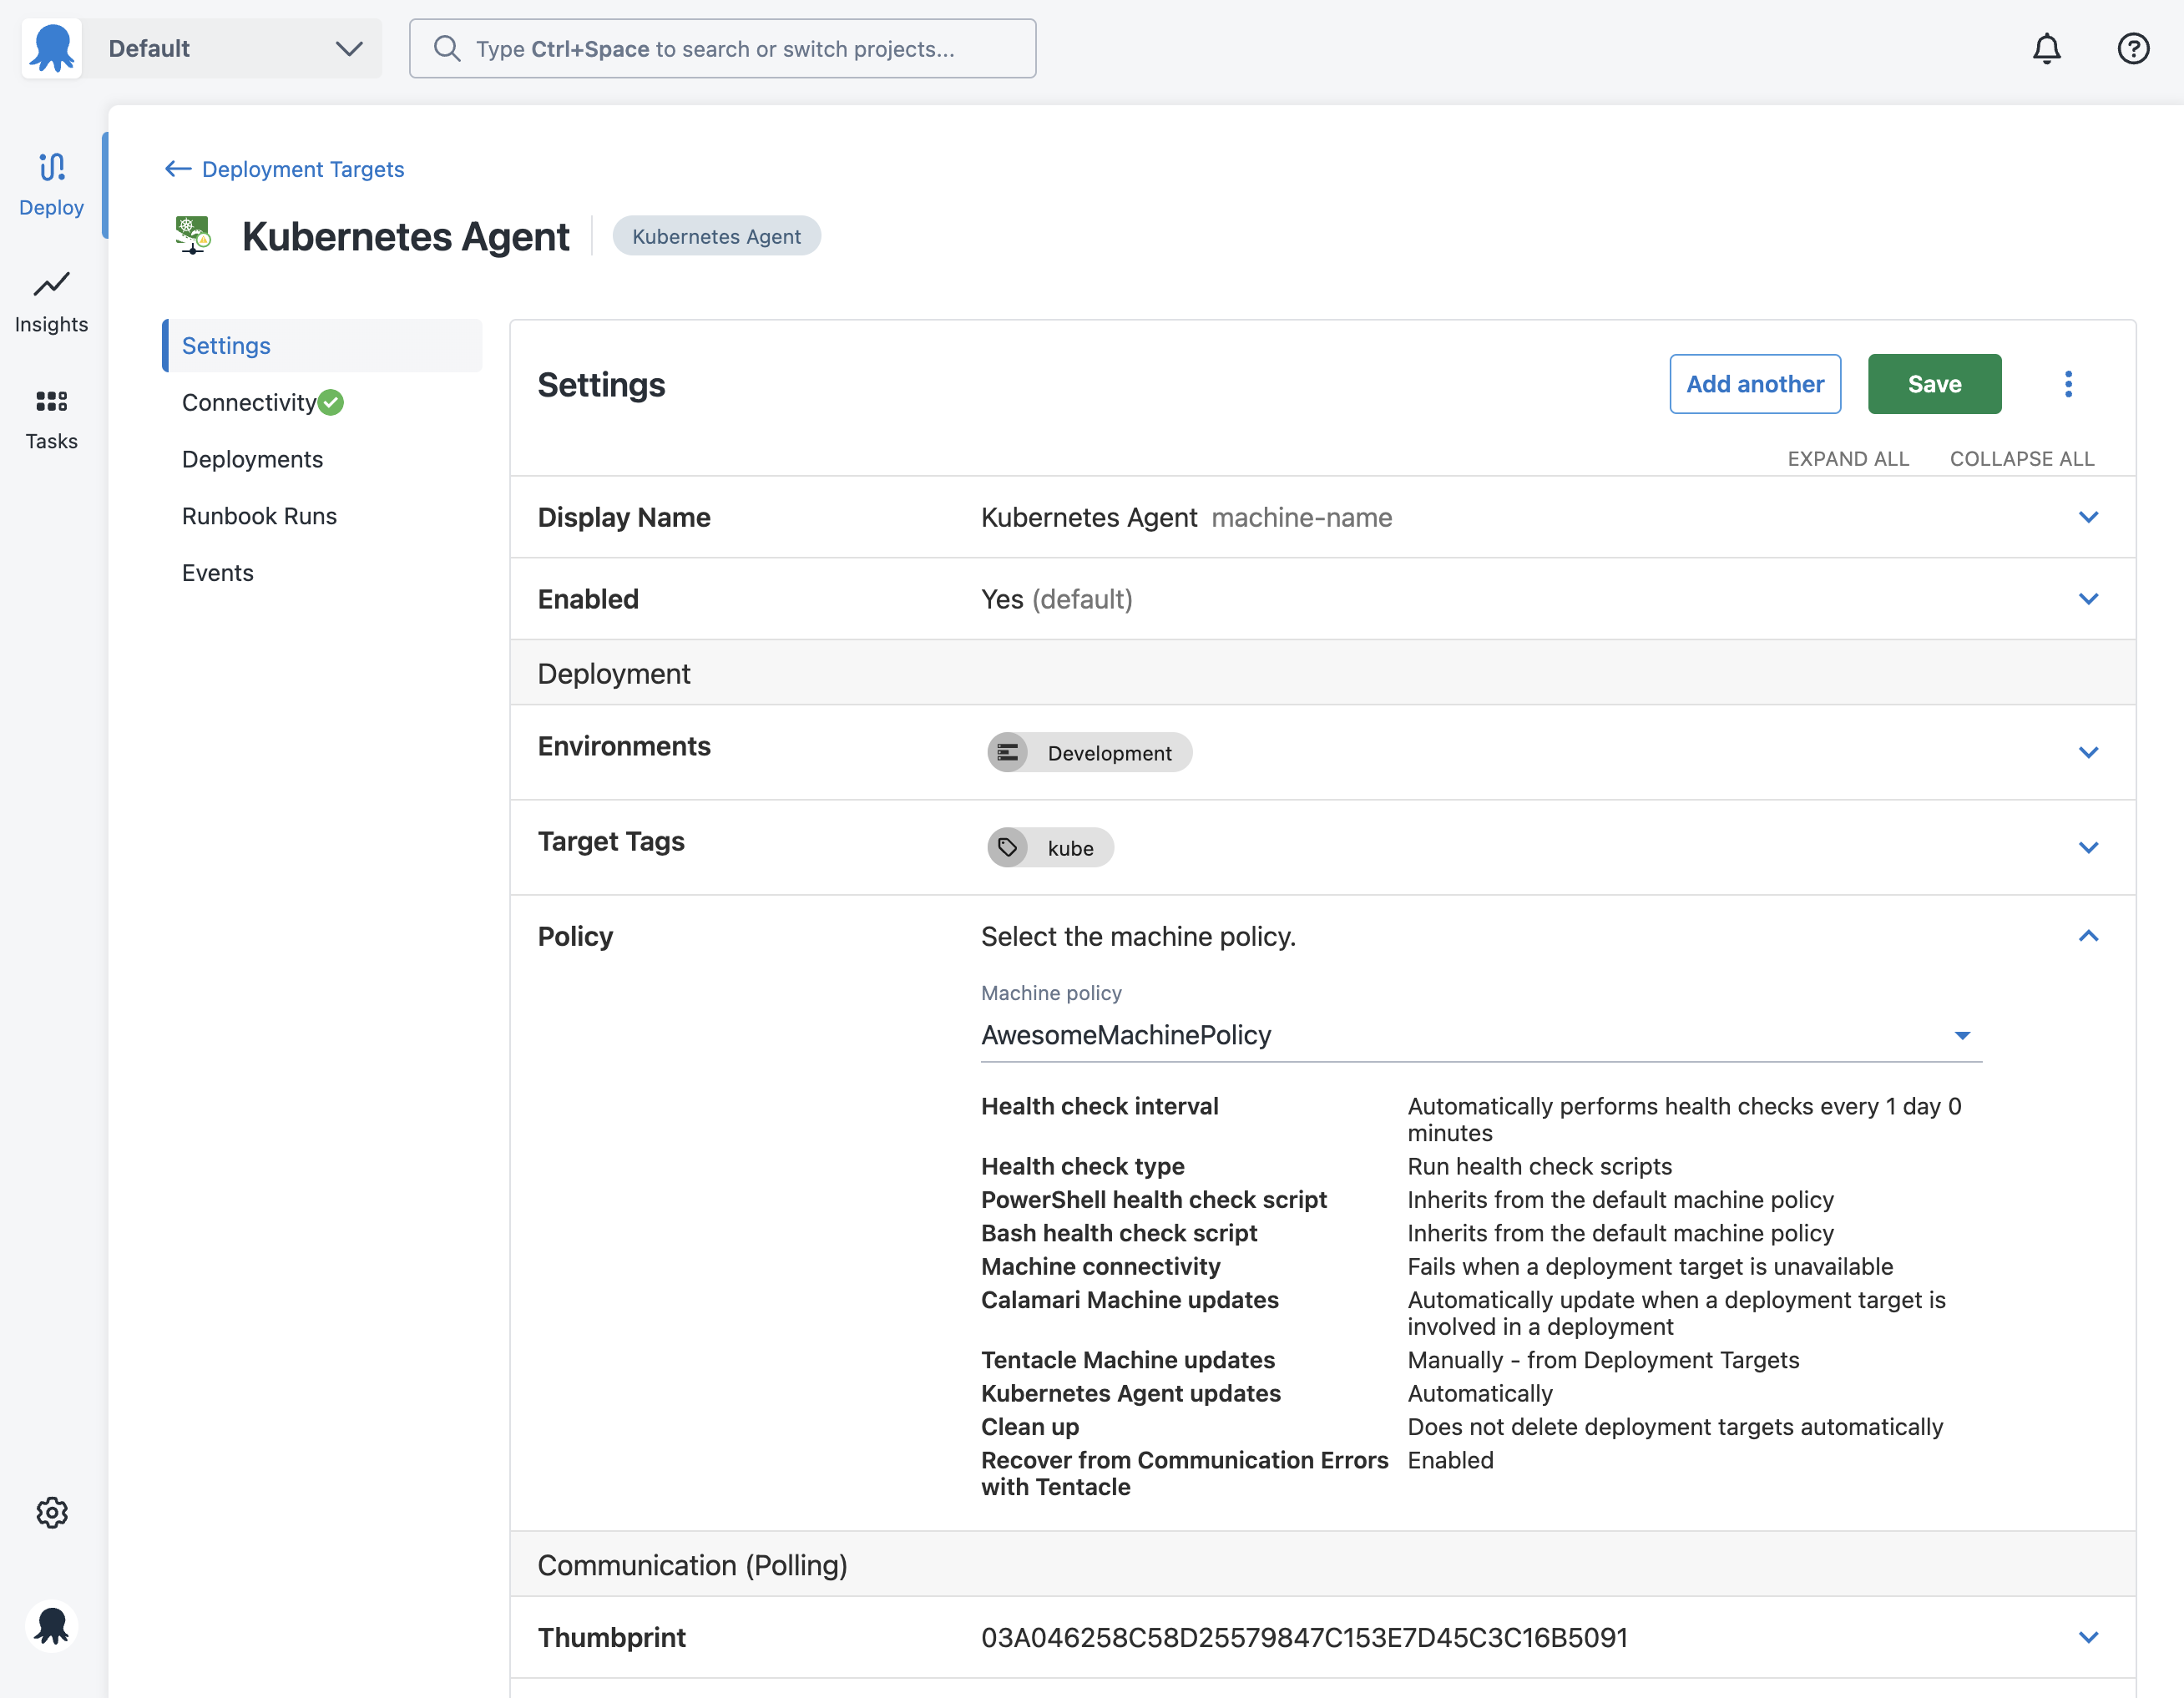 Default
Type Ctrl+Space to search or switch projects...
Deploy
Insights
Tasks
Deployment Targets
Kubernetes Agent
Kubernetes Agent
Settings
Connectivity
Deployments
Runbook Runs
Events
Settings
Add another
Save
EXPAND ALL
COLLAPSE ALL
Display Name
Kubernetes Agent machine-name
Enabled
Yes (default)
Deployment
Environments
Development
Target Tags
kube
Policy
Select the machine policy.
Machine policy
AwesomeMachinePolicy
Health check interval
Automatically performs health checks every 1 day 0
minutes
Health check type
Run health check scripts
PowerShell health check script
Inherits from the default machine policy
Bash health check script
Inherits from the default machine policy
Machine connectivity
Fails when a deployment target is unavailable
Calamari Machine updates
Automatically update when a deployment target is
involved in a deployment
Tentacle Machine updates
Manually - from Deployment Targets
Kubernetes Agent updates
Automatically
Clean up
Does not delete deployment targets automatically
Recover from Communication Errors
with Tentacle
Enabled
Communication (Polling)
Thumbprint
03A046258C58D25579847C153E7D45C3C16B5091